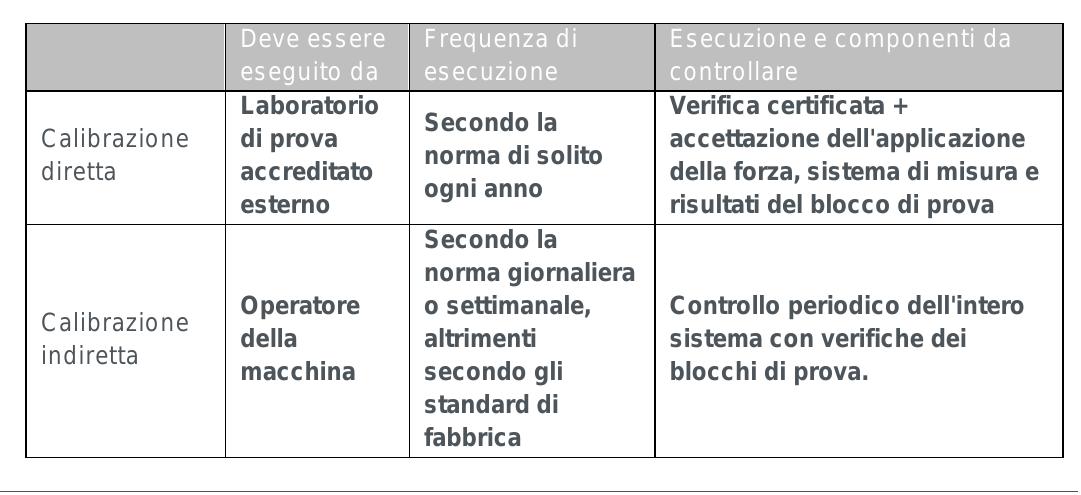 Deve essere
eseguito da
Frequenza di
esecuzione
Esecuzione e componenti da
controllare
Calibrazione
diretta
Laboratorio
di prova
accreditato
esterno
Secondo la
norma di solito
ogni anno
Verifica certificata +
accettazione dell'applicazione
della forza, sistema di misura e
risultati del blocco di prova
Calibrazione
indiretta
Operatore
della
macchina
Secondo la
norma giornaliera
o settimanale,
altrimenti
secondo gli
standard di
fabbrica
Controllo periodico dell'intero
sistema con verifiche dei
blocchi di prova.